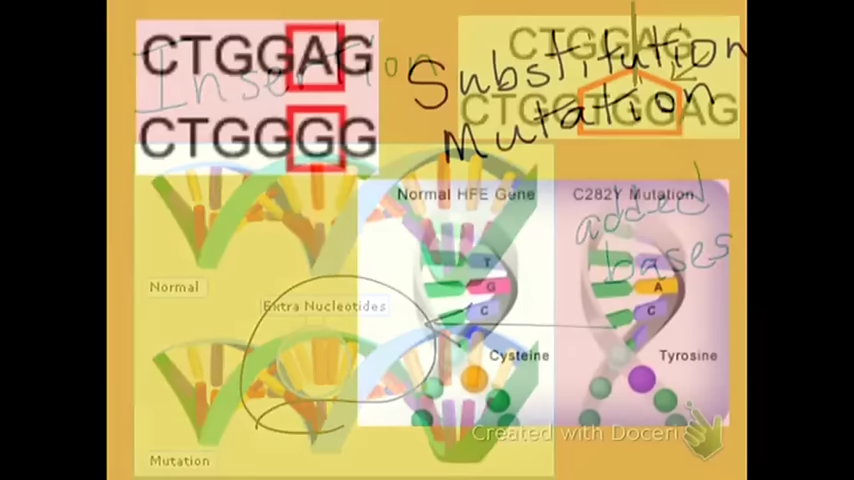 CTGGAG
Insertion
CTGGGG
Substitution
Mutation
CTGGAG
added
bases
Normal HFE Gene
C282Y Mutation
T
G
C
A
C
Normal
Extra Nucleotides
Cysteine
Tyrosine
Mutation
Created with Doceri